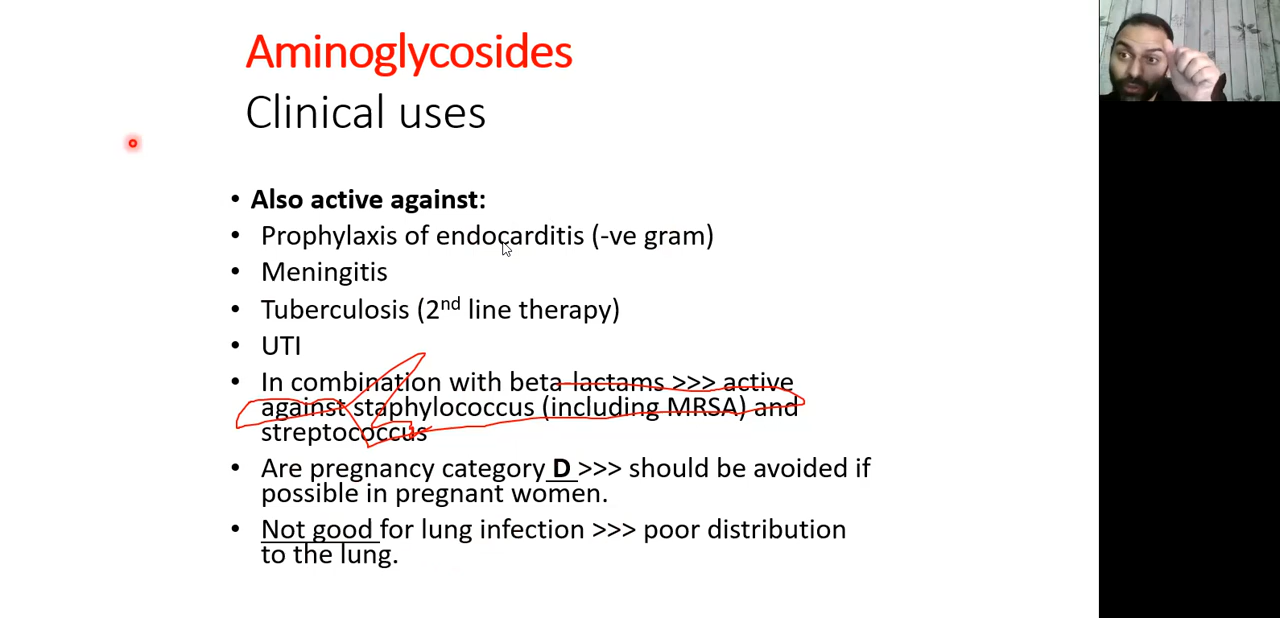 Aminoglycosides
Clinical uses
• Also active against:
• Prophylaxis of endocarditis (-ve gram)
• Meningitis
• Tuberculosis (2nd line therapy)
• UTI
• In combination with beta lactams >>> active
against staphylococcus (including MRSA) and
streptococcus
• Are pregnancy category D >>> should be avoided if
possible in pregnant women.
• Not good for lung infection >>> poor distribution
to the lung.